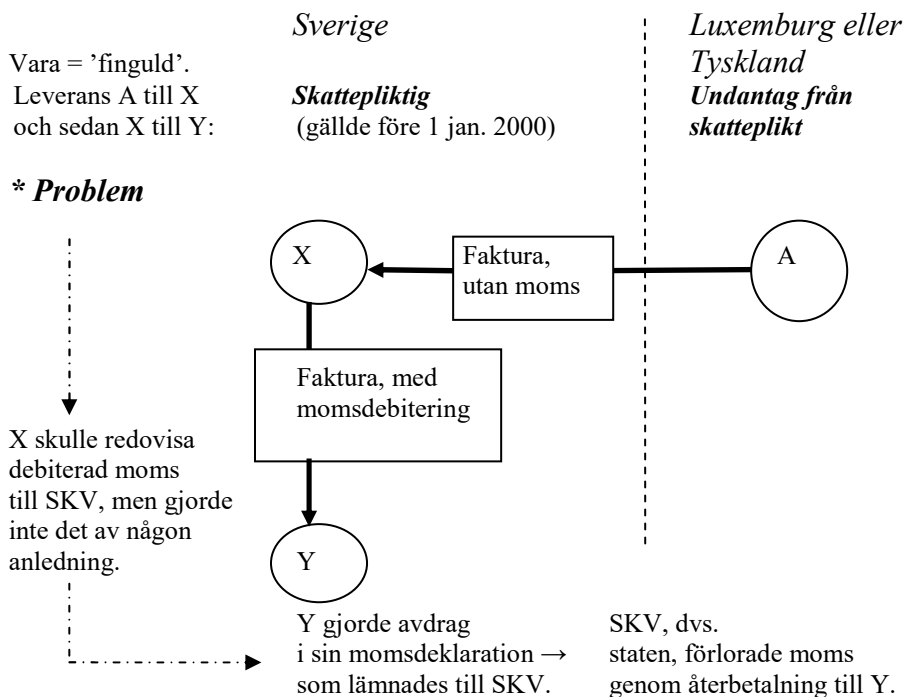 Sverige
Luxemburg eller
Tyskland
Vara = ’finguld’.
Leverans A till X
och sedan X till Y:
Skattepliktig
(gällde före 1 jan. 2000)
Undantag från
skatteplikt
* Problem
X
Faktura,
utan moms
A
Faktura, med
momsdebitering
X skulle redovisa
debiterad moms
till SKV, men gjorde
inte det av någon
anledning.
Y
Y gjorde avdrag
i sin momsdeklaration →
som lämnades till SKV.
SKV, dvs.
staten, förlorade moms
genom återbetalning till Y.